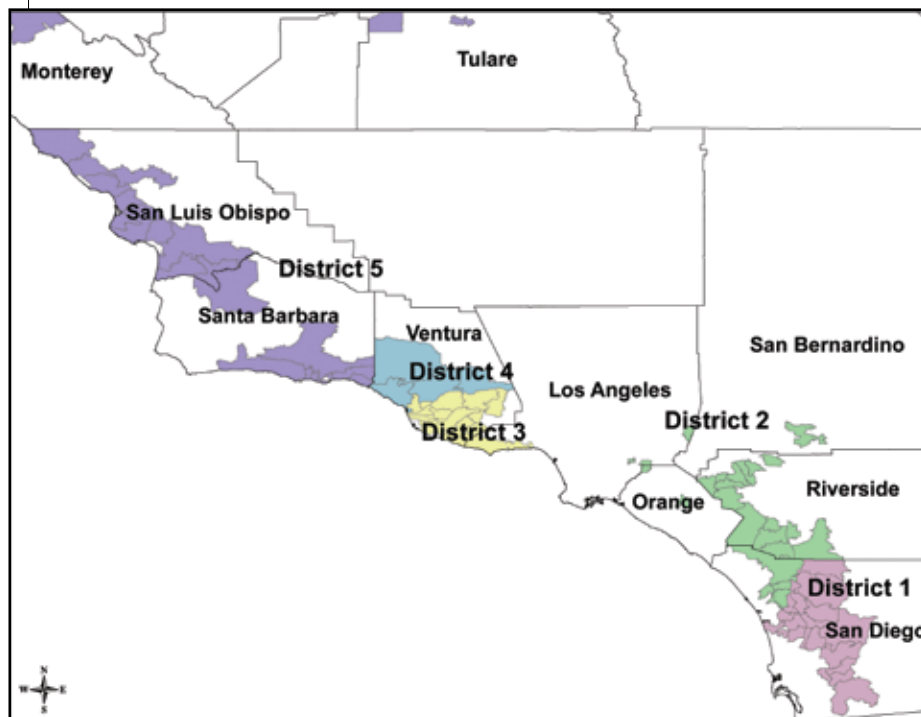 Tulare
Monterey
San Luis Obispo
District 5
Santa Barbara
Ventura
San Bernardino
District 4
Los Angeles
District 2
District 3
Riverside
Orange
District 1
San Diego
N
W E
S